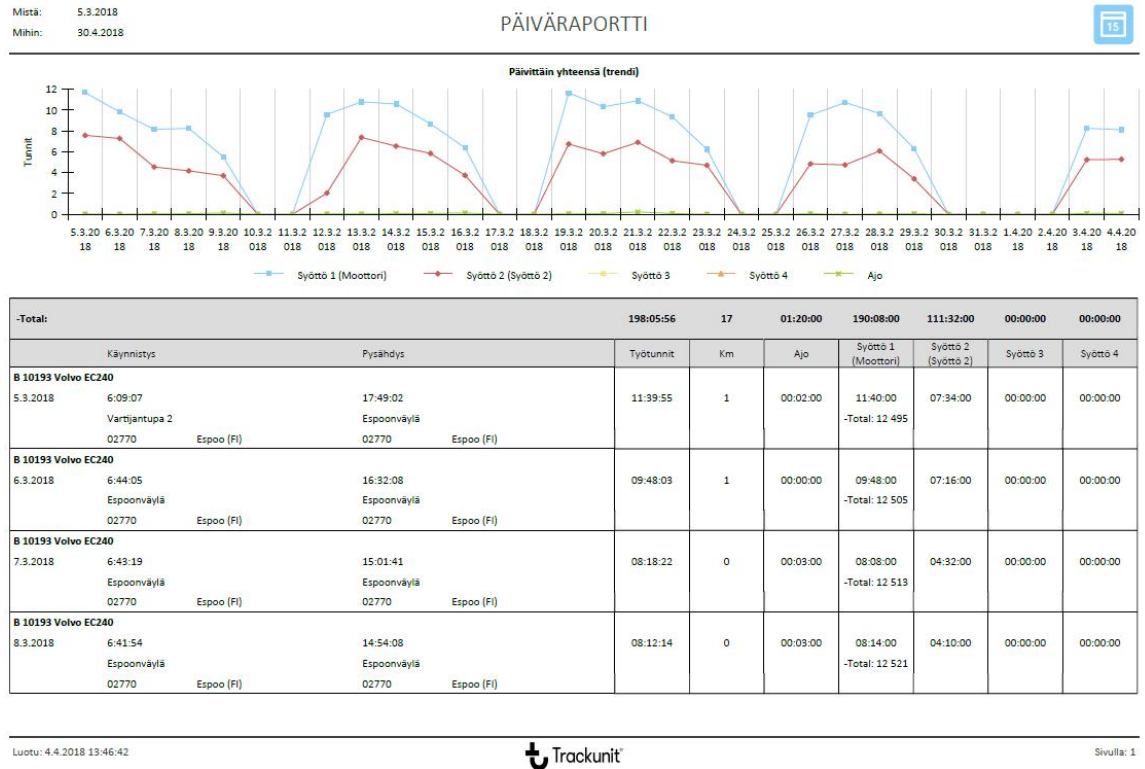 Mistä: 5.3.2018
Mihin: 30.4.2018
PÄIVÄRAPORTTI
15
Päivittäin yhteensä (trendi)
Tunnit
12
10
8
6
4
2
0
5.3.20 6.3.20 7.3.20 8.3.20 9.3.20 10.3.2 11.3.2 12.3.2 13.3.2 14.3.2 15.3.2 16.3.2 17.3.2 18.3.2 19.3.2 20.3.2 21.3.2 22.3.2 23.3.2 24.3.2 25.3.2 26.3.2 27.3.2 28.3.2 29.3.2 30.3.2 31.3.2 1.4.20 2.4.20 3.4.20 4.4.20
18 18 18 18 18 018 018 018 018 018 018 018 018 018 018 018 018 018 018 018 018 018 018 018 018 018 018 18 18 18 18
Syöttö 1 (Moottori) Syöttö 2 (Syöttö 2) Syöttö 3 Syöttö 4 Ajo
-Total: 198:05:56 17 01:20:00 190:08:00 111:32:00 00:00:00 00:00:00
Käynnistys Pysähdys Työtunnit Km Ajo Syöttö 1 (Moottori) Syöttö 2 (Syöttö 2) Syöttö 3 Syöttö 4
B 10193 Volvo EC240
5.3.2018 6:09:07 17:49:02 11:39:55 1 00:02:00 11:40:00 07:34:00 00:00:00 00:00:00
Vartijantupa 2 Espoonväylä -Total: 12 495
02770 Espoo (FI) 02770 Espoo (FI)
B 10193 Volvo EC240
6.3.2018 6:44:05 16:32:08 09:48:03 1 00:00:00 09:48:00 07:16:00 00:00:00 00:00:00
Espoonväylä Espoonväylä -Total: 12 505
02770 Espoo (FI) 02770 Espoo (FI)
B 10193 Volvo EC240
7.3.2018 6:43:19 15:01:41 08:18:22 0 00:03:00 08:08:00 04:32:00 00:00:00 00:00:00
Espoonväylä Espoonväylä -Total: 12 513
02770 Espoo (FI) 02770 Espoo (FI)
B 10193 Volvo EC240
8.3.2018 6:41:54 14:54:08 08:12:14 0 00:03:00 08:14:00 04:10:00 00:00:00 00:00:00
Espoonväylä Espoonväylä -Total: 12 521
02770 Espoo (FI) 02770 Espoo (FI)
Luotu: 4.4.2018 13:46:42 Trackunit Sivulla: 1